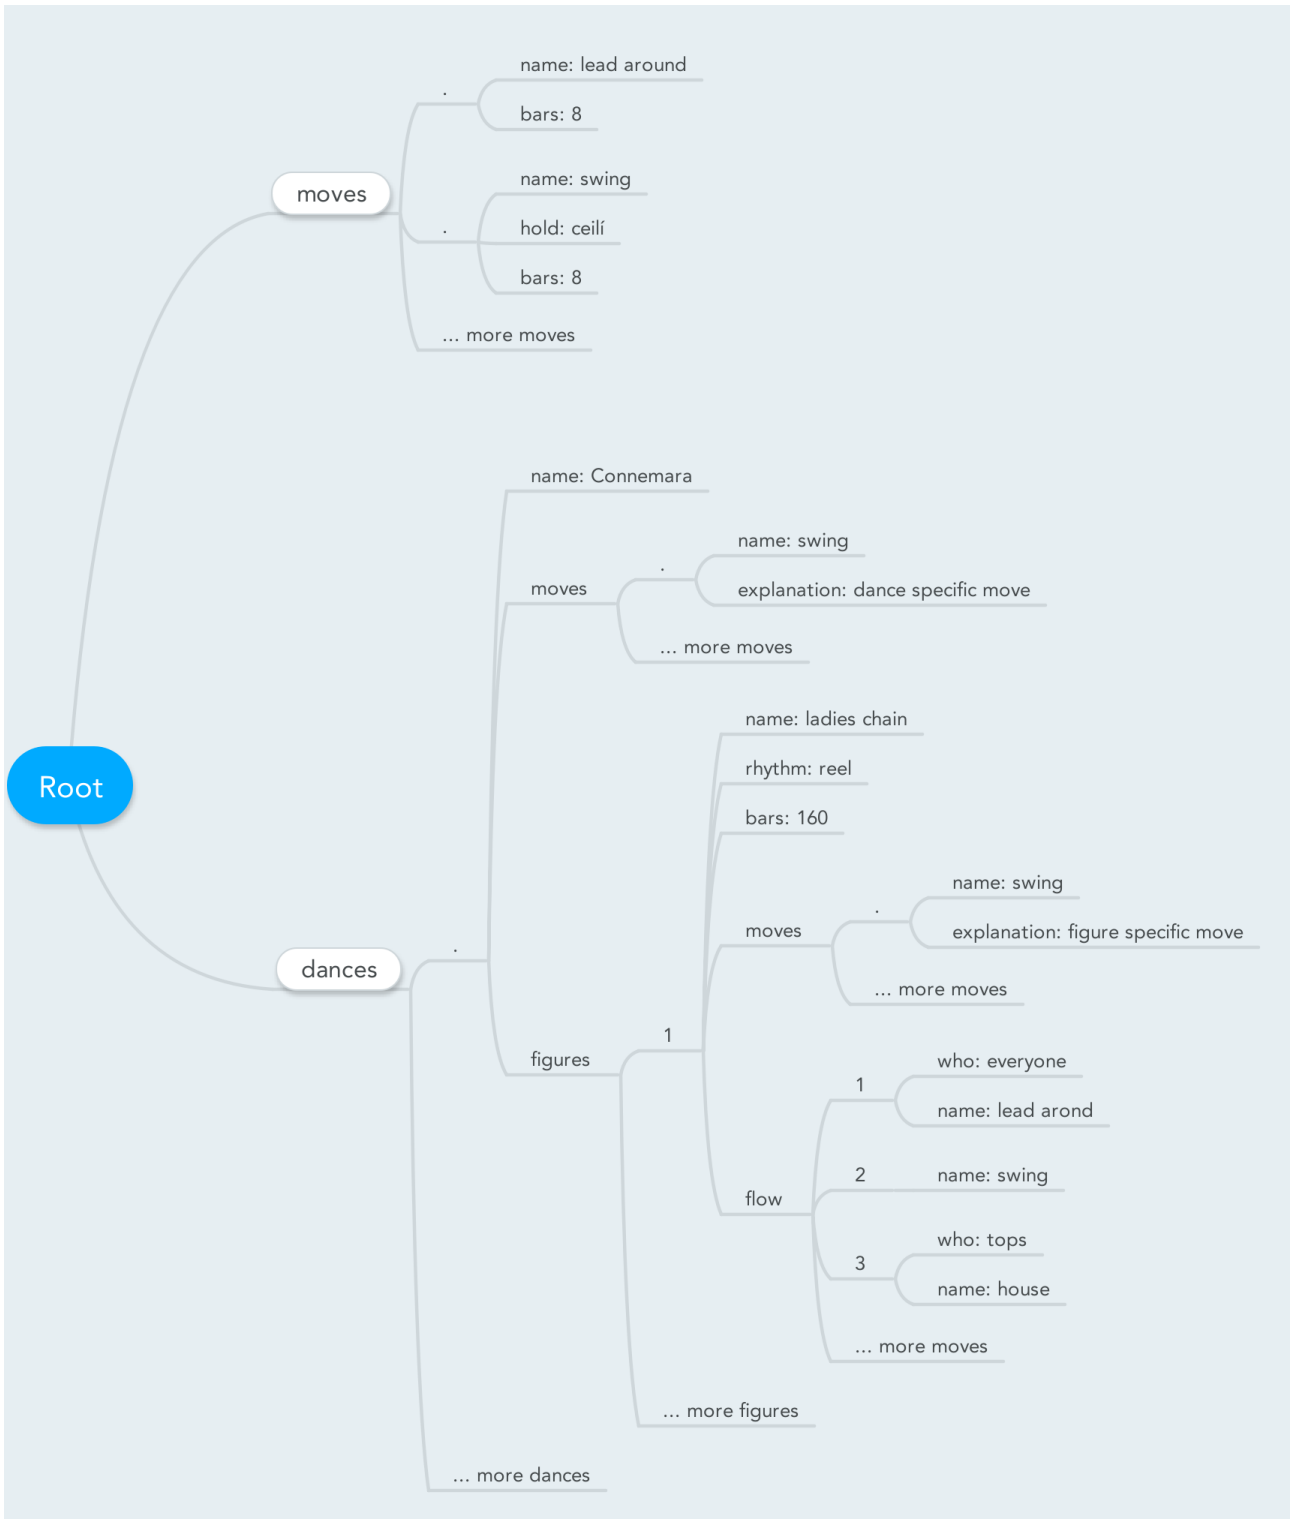 name: lead around
.
bars: 8
moves
name: swing
.
hold: ceilí
bars: 8
... more moves
name: Connemara
name: swing
.
moves
explanation: dance specific move
... more moves
name: ladies chain
rhythm: reel
Root
bars: 160
name: swing
.
moves
explanation: figure specific move
.
dances
... more moves
1
figures
who: everyone
1
name: lead arond
2
name: swing
flow
who: tops
3
name: house
... more moves
... more figures
... more dances